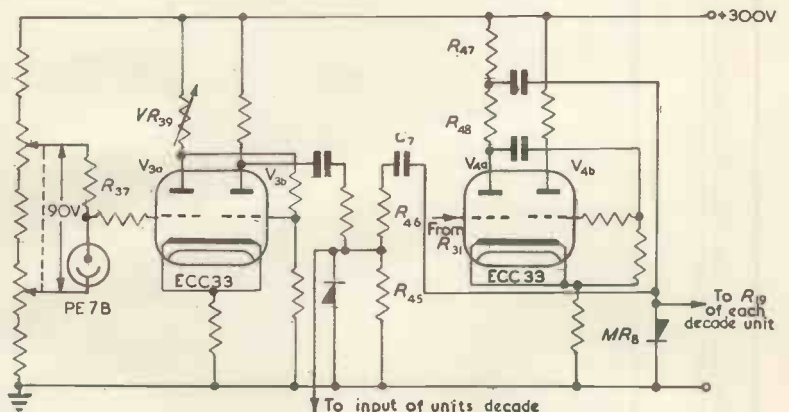 +300V
R47
VR39
R48
C7
V3a
V3b
V4a
V4b
90V
R37
R46
From
R31
ECC33
ECC33
R45
PE7B
To R19
of each
decade unit
MR8
To input of units decade